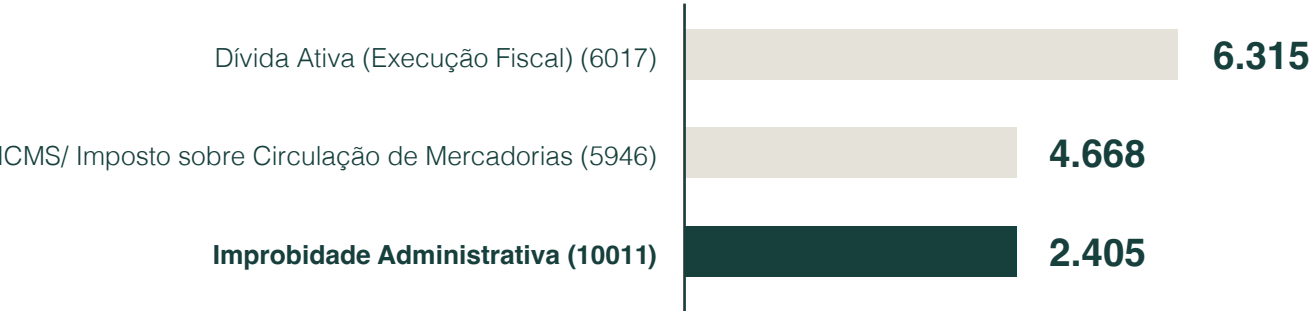 Dívida Ativa (Execução Fiscal) (6017) 6.315
ICMS/ Imposto sobre Circulação de Mercadorias (5946) 4.668
Improbidade Administrativa (10011) 2.405